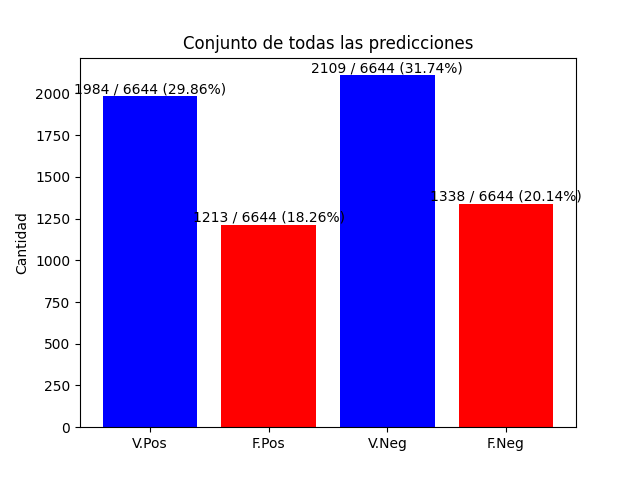 Conjunto de todas las predicciones
Cantidad
2000
1750
1500
1250
1000
750
500
250
0
1984 / 6644 (29.86%)
1213 / 6644 (18.26%)
2109 / 6644 (31.74%)
1338 / 6644 (20.14%)
V.Pos
F.Pos
V.Neg
F.Neg